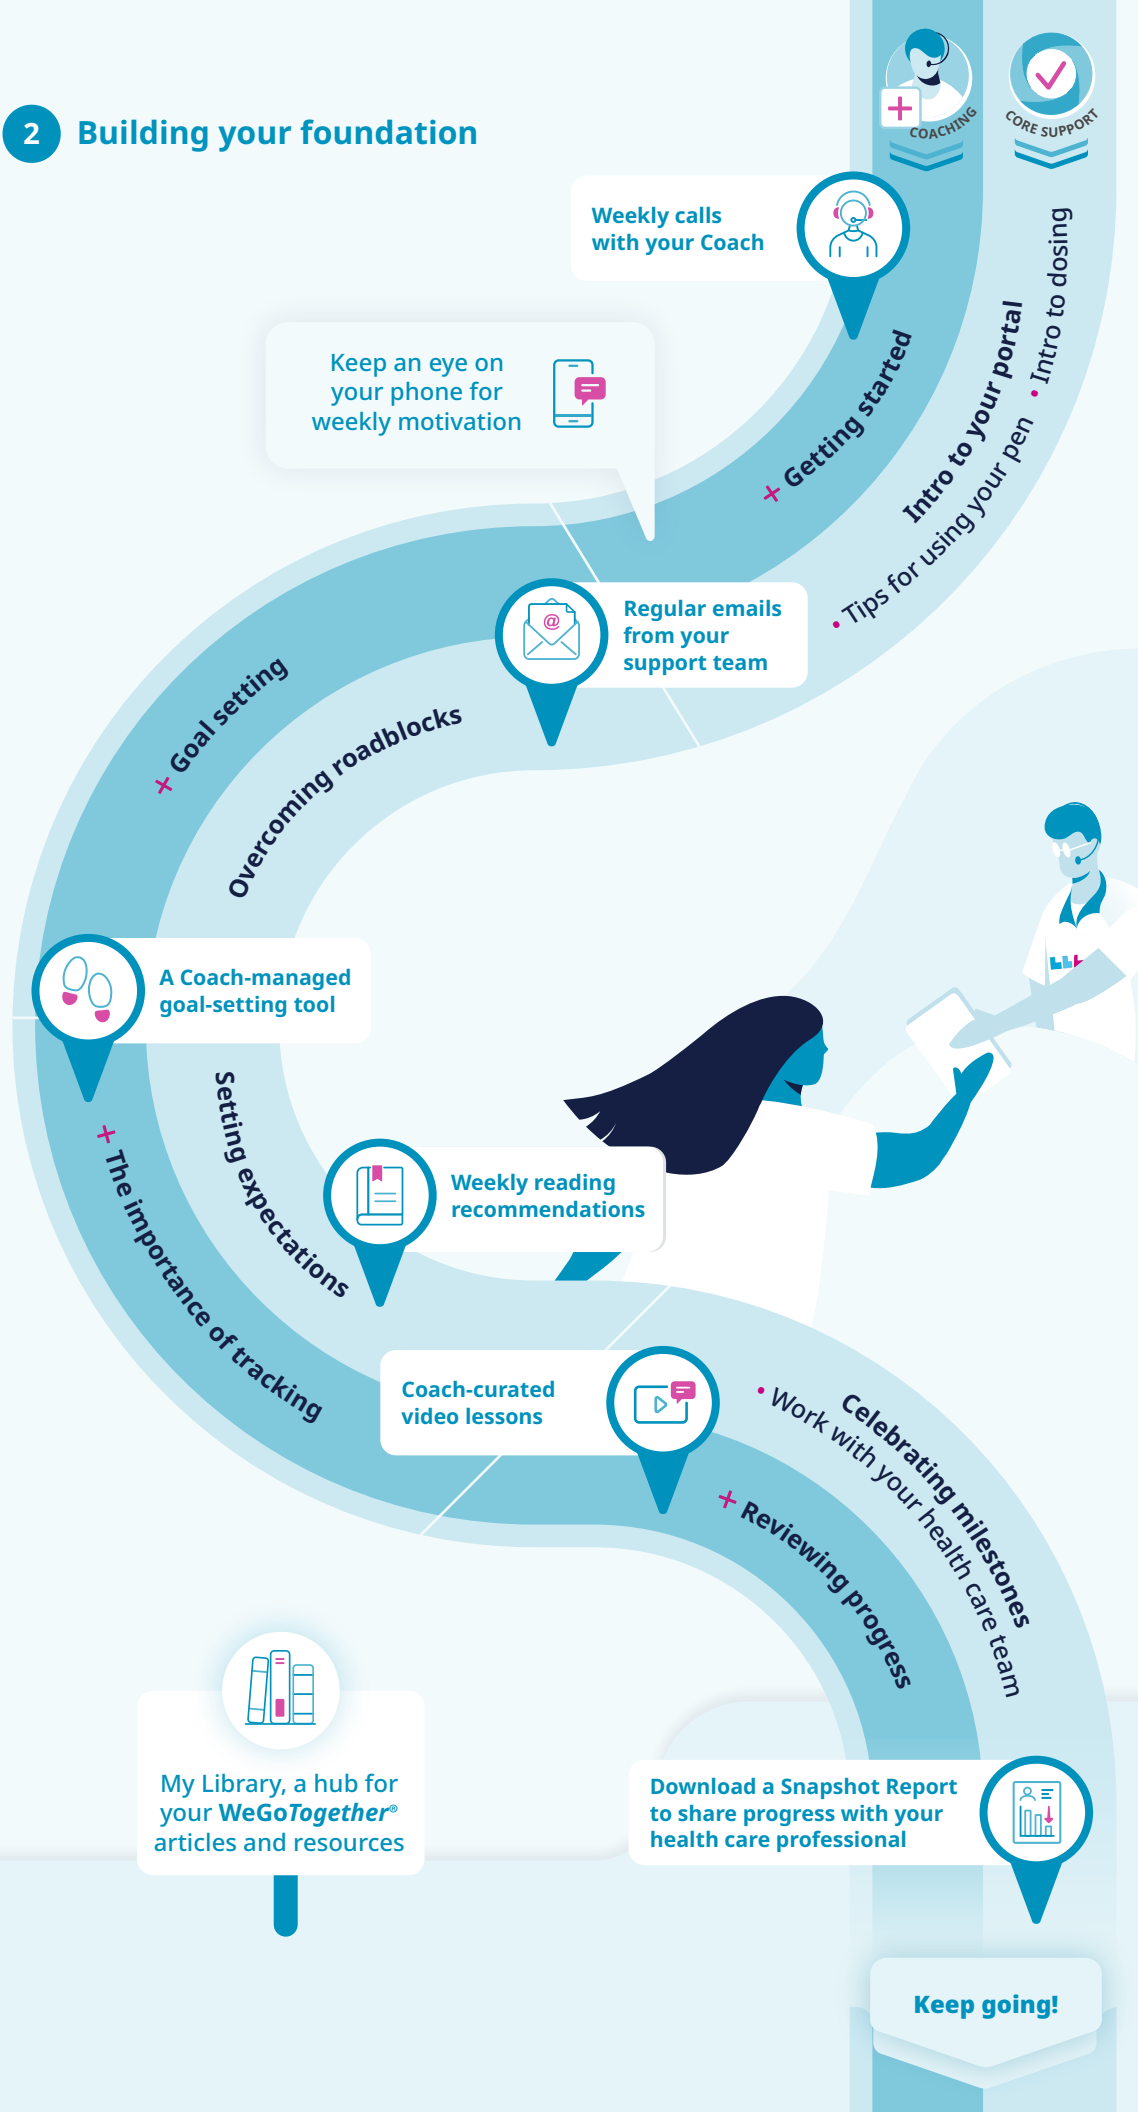 2 Building your foundation
COACHING
CORE SUPPORT
Weekly calls
with your Coach
Keep an eye on
your phone for
weekly motivation
+ Getting started
Intro to your portal
• Intro to dosing
• Tips for using your pen
Regular emails
from your
support team
+ Goal setting
Overcoming roadblocks
A Coach-managed
goal-setting tool
Setting expectations
+ The importance of tracking
Weekly reading
recommendations
Coach-curated
video lessons
Celebrating milestones
• Work with your health care team
+ Reviewing progress
My Library, a hub for
your WeGoTogether®
articles and resources
Download a Snapshot Report
to share progress with your
health care professional
Keep going!